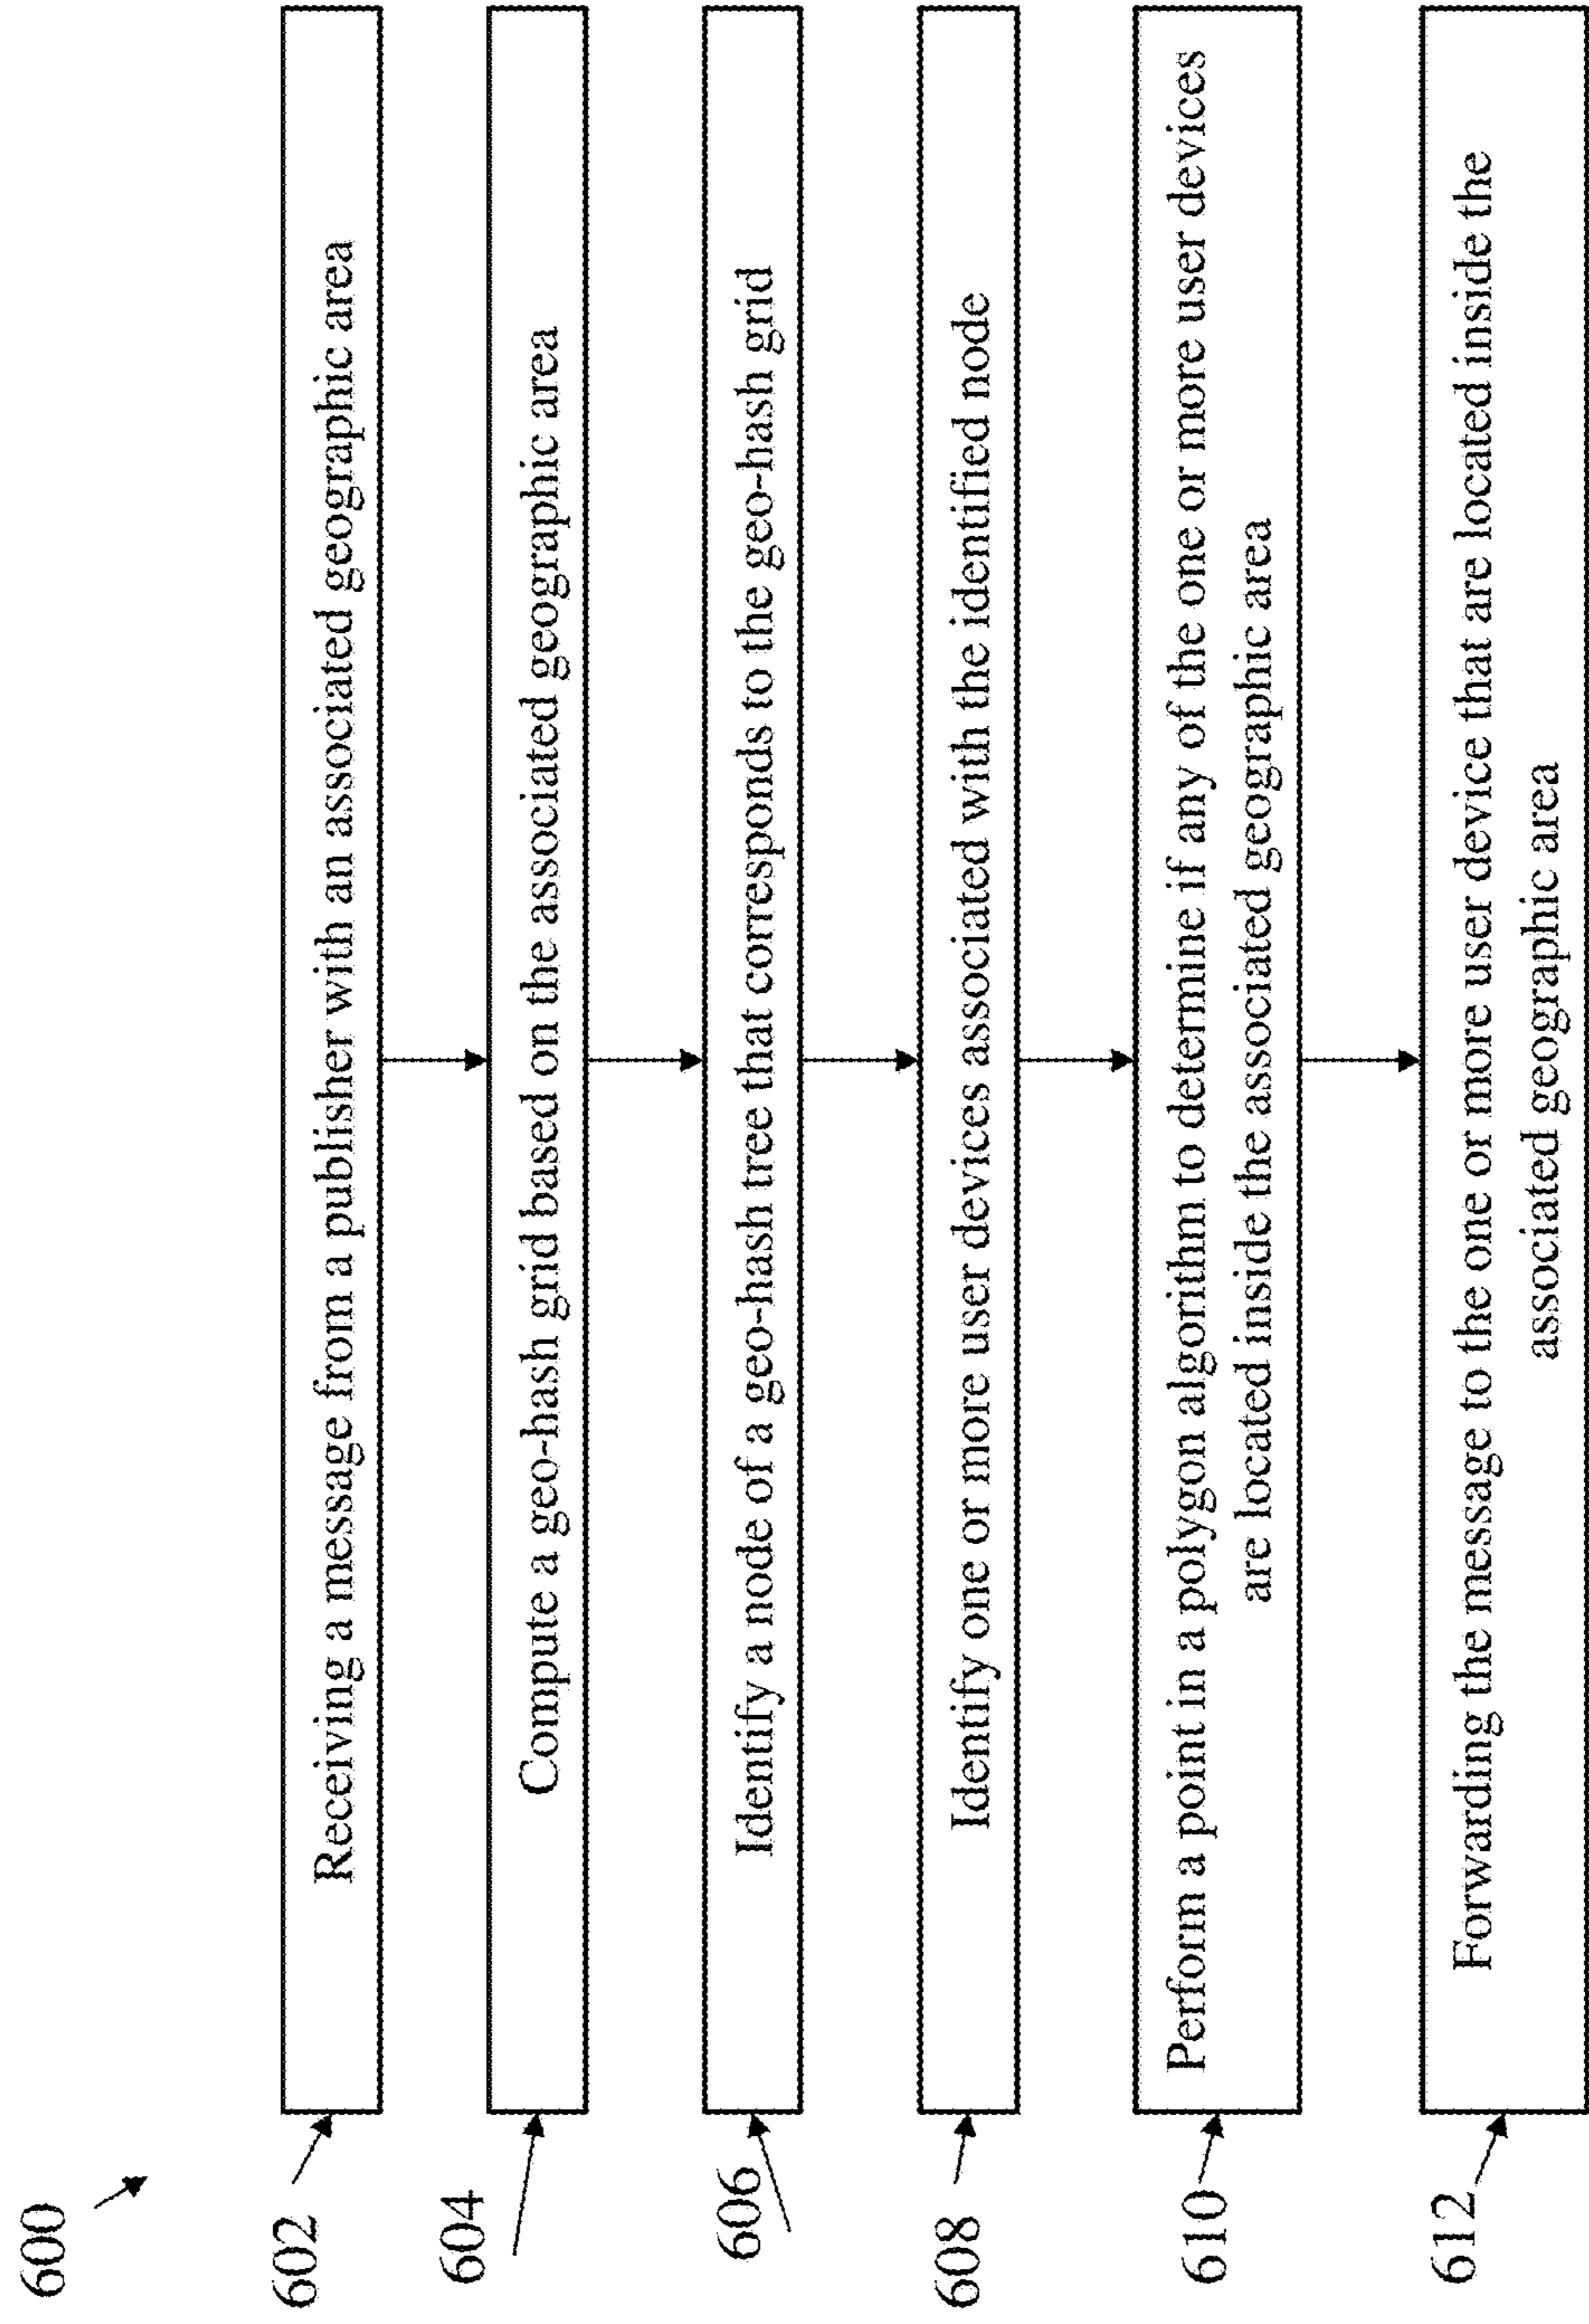 600
602
Receiving a message from a publisher with an associated geographic area
604
Compute a geo-hash grid based on the associated geographic area
606
Identify a node of a geo-hash tree that corresponds to the geo-hash grid
608
Identify one or more user devices associated with the identified node
610
Perform a point in a polygon algorithm to determine if any of the one or more user devices
are located inside the associated geographic area
612
Forwarding the message to the one or more user device that are located inside the
associated geographic area